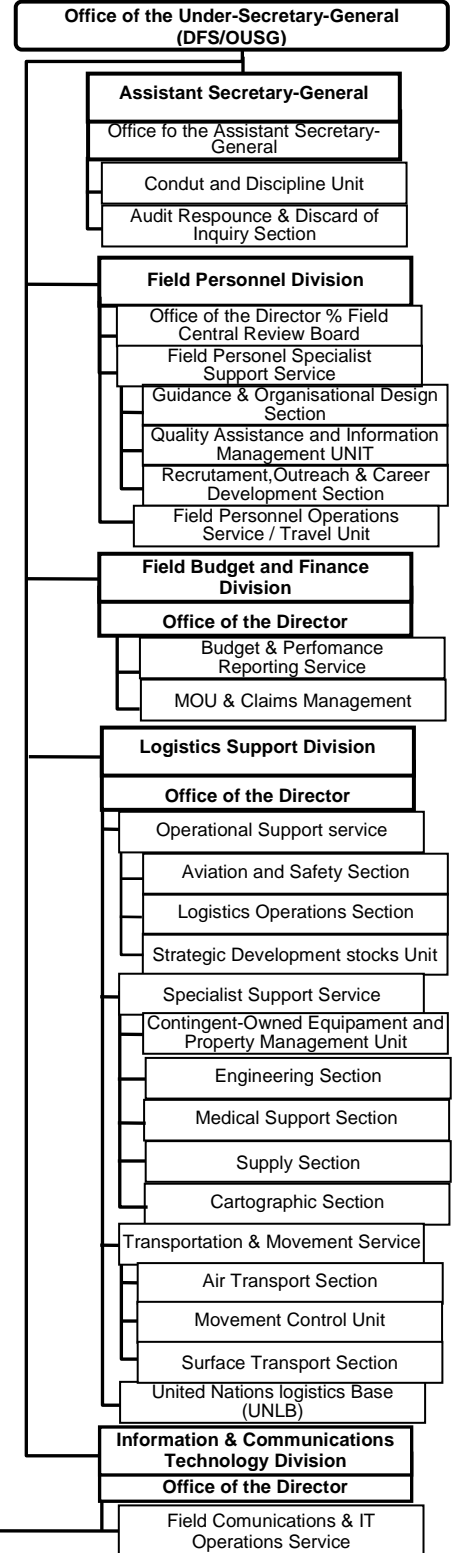 Office of the Under-Secretary-General
(DFS/OUSG)
Assistant Secretary-General
Office fo the Assistant Secretary-
General
Condut and Discipline Unit
Audit Respounce & Discard of
Inquiry Section
Field Personnel Division
Office of the Director % Field
Central Review Board
Field Personel Specialist
Support Service
Guidance & Organisational Design
Section
Quality Assistance and Information
Management UNIT
Recrutament,Outreach & Career
Development Section
Field Personnel Operations
Service / Travel Unit
Field Budget and Finance
Division
Office of the Director
Budget & Perfomance
Reporting Service
MOU & Claims Management
Logistics Support Division
Office of the Director
Operational Support service
Aviation and Safety Section
Logistics Operations Section
Strategic Development stocks Unit
Specialist Support Service
Contingent-Owned Equipament and
Property Management Unit
Engineering Section
Medical Support Section
Supply Section
Cartographic Section
Transportation & Movement Service
Air Transport Section
Movement Control Unit
Surface Transport Section
United Nations logistics Base
(UNLB)
Information & Communications
Technology Division
Office of the Director
Field Comunications & IT
Operations Service